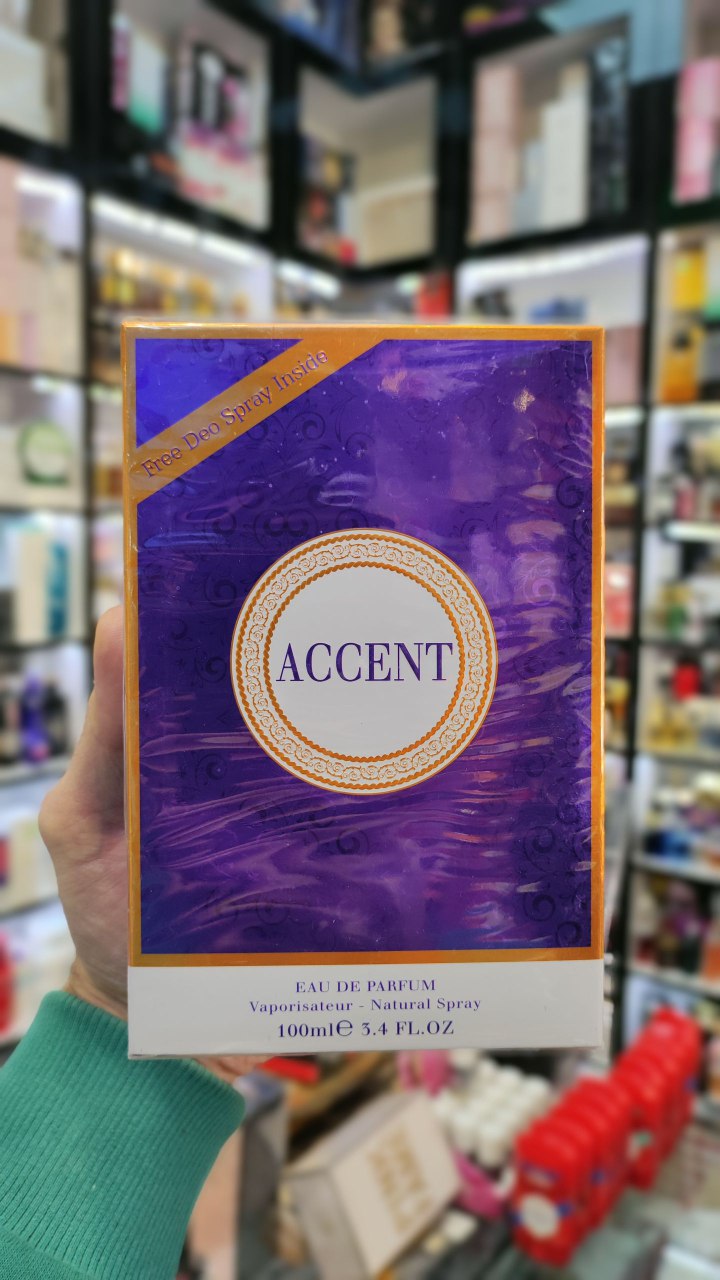 Free Deo Spray Inside
ACCENT
EAU DE PARFUM
Vaporisateur - Natural Spray
100ml℮ 3.4 FL.OZ